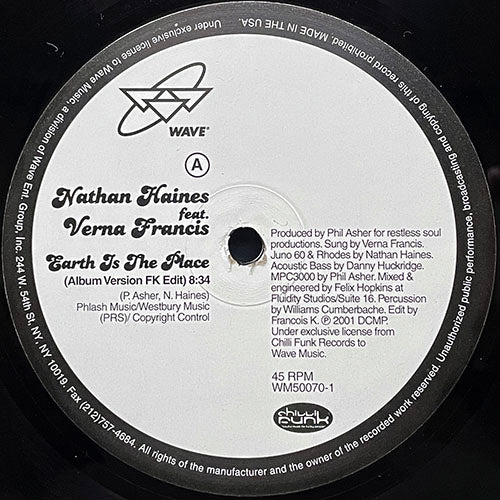 WAVE®
A
Nathan Haines
feat.
Verna Francis
Earth Is The Place
(Album Version FK Edit) 8:34
(P. Asher, N. Haines)
Phlash Music/Westbury Music
(PRS)/ Copyright Control
Produced by Phil Asher for restless soul
productions. Sung by Verna Francis.
Juno 60 & Rhodes by Nathan Haines.
Acoustic Bass by Danny Huckridge.
MPC3000 by Phil Asher. Mixed &
engineered by Felix Hopkins at
Fluidity Studios/Suite 16. Percussion
by Williams Cumberbache. Edit by
Francois K. ℗ 2001 DCMP.
Under exclusive license from
Chilli Funk Records to
Wave Music.
45 RPM
WM50070-1
chilli
funk
Under exclusive license to Wave Music, a division of Wave Ent. Group, Inc. 244 W. 54th St. NY, NY 10019. Fax (212)757-4684. All rights of the manufacturer and the owner of the recorded work reserved. Unauthorized public performance, broadcasting and copying of this record prohibited. MADE IN THE USA.